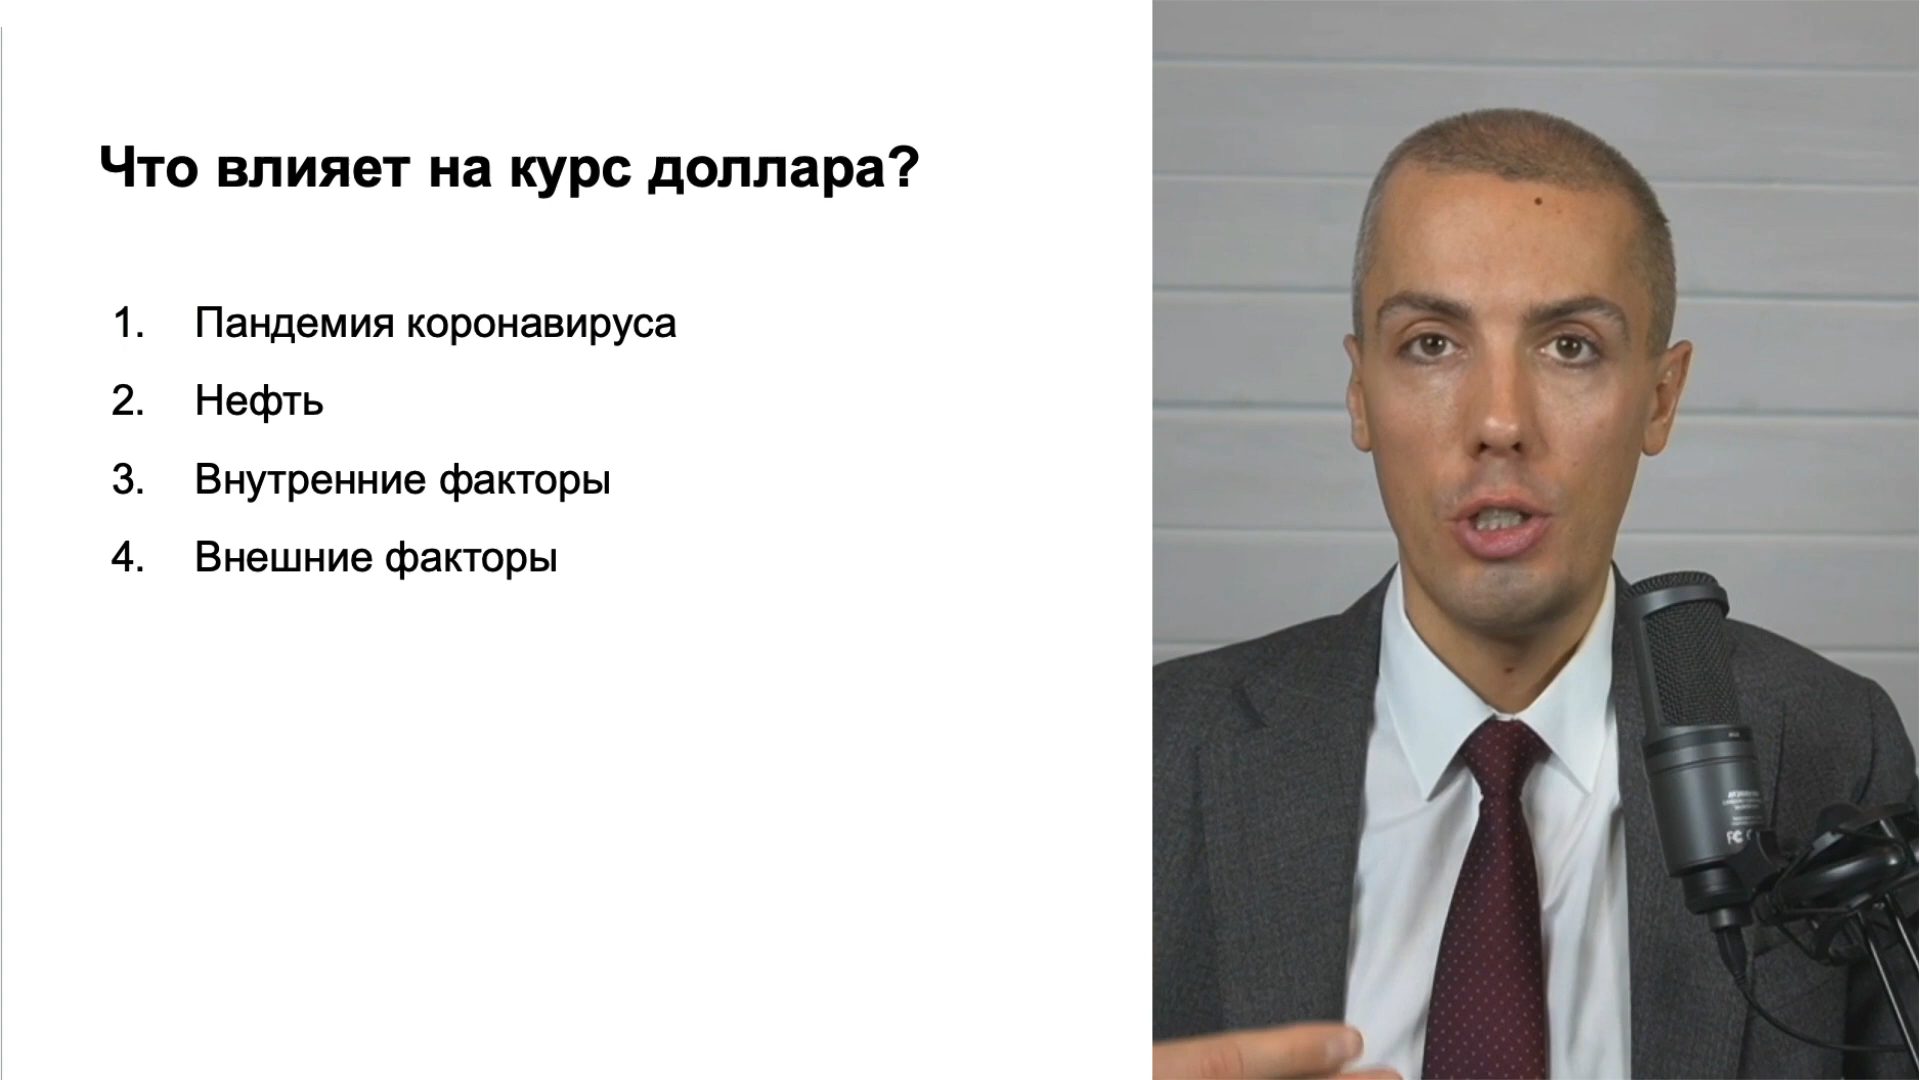 Что влияет на курс доллара?
1. Пандемия коронавируса
2. Нефть
3. Внутренние факторы
4. Внешние факторы